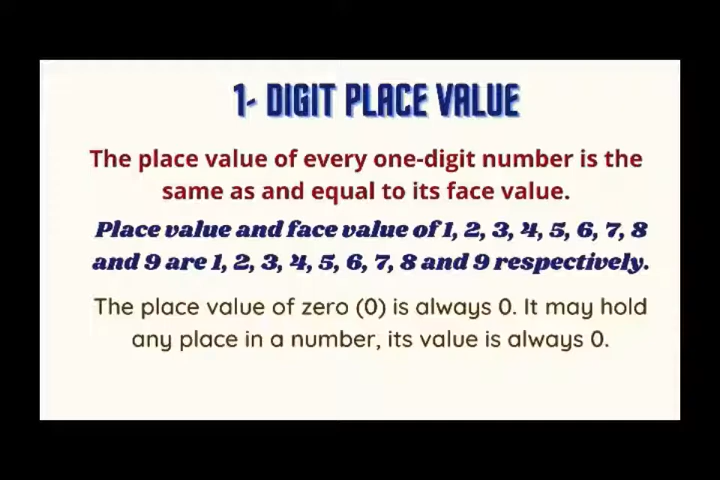 1- DIGIT PLACE VALUE
The place value of every one-digit number is the
same as and equal to its face value.
Place value and face value of 1, 2, 3, 4, 5, 6, 7, 8
and 9 are 1, 2, 3, 4, 5, 6, 7, 8 and 9 respectively.
The place value of zero (0) is always 0. It may hold
any place in a number, its value is always 0.